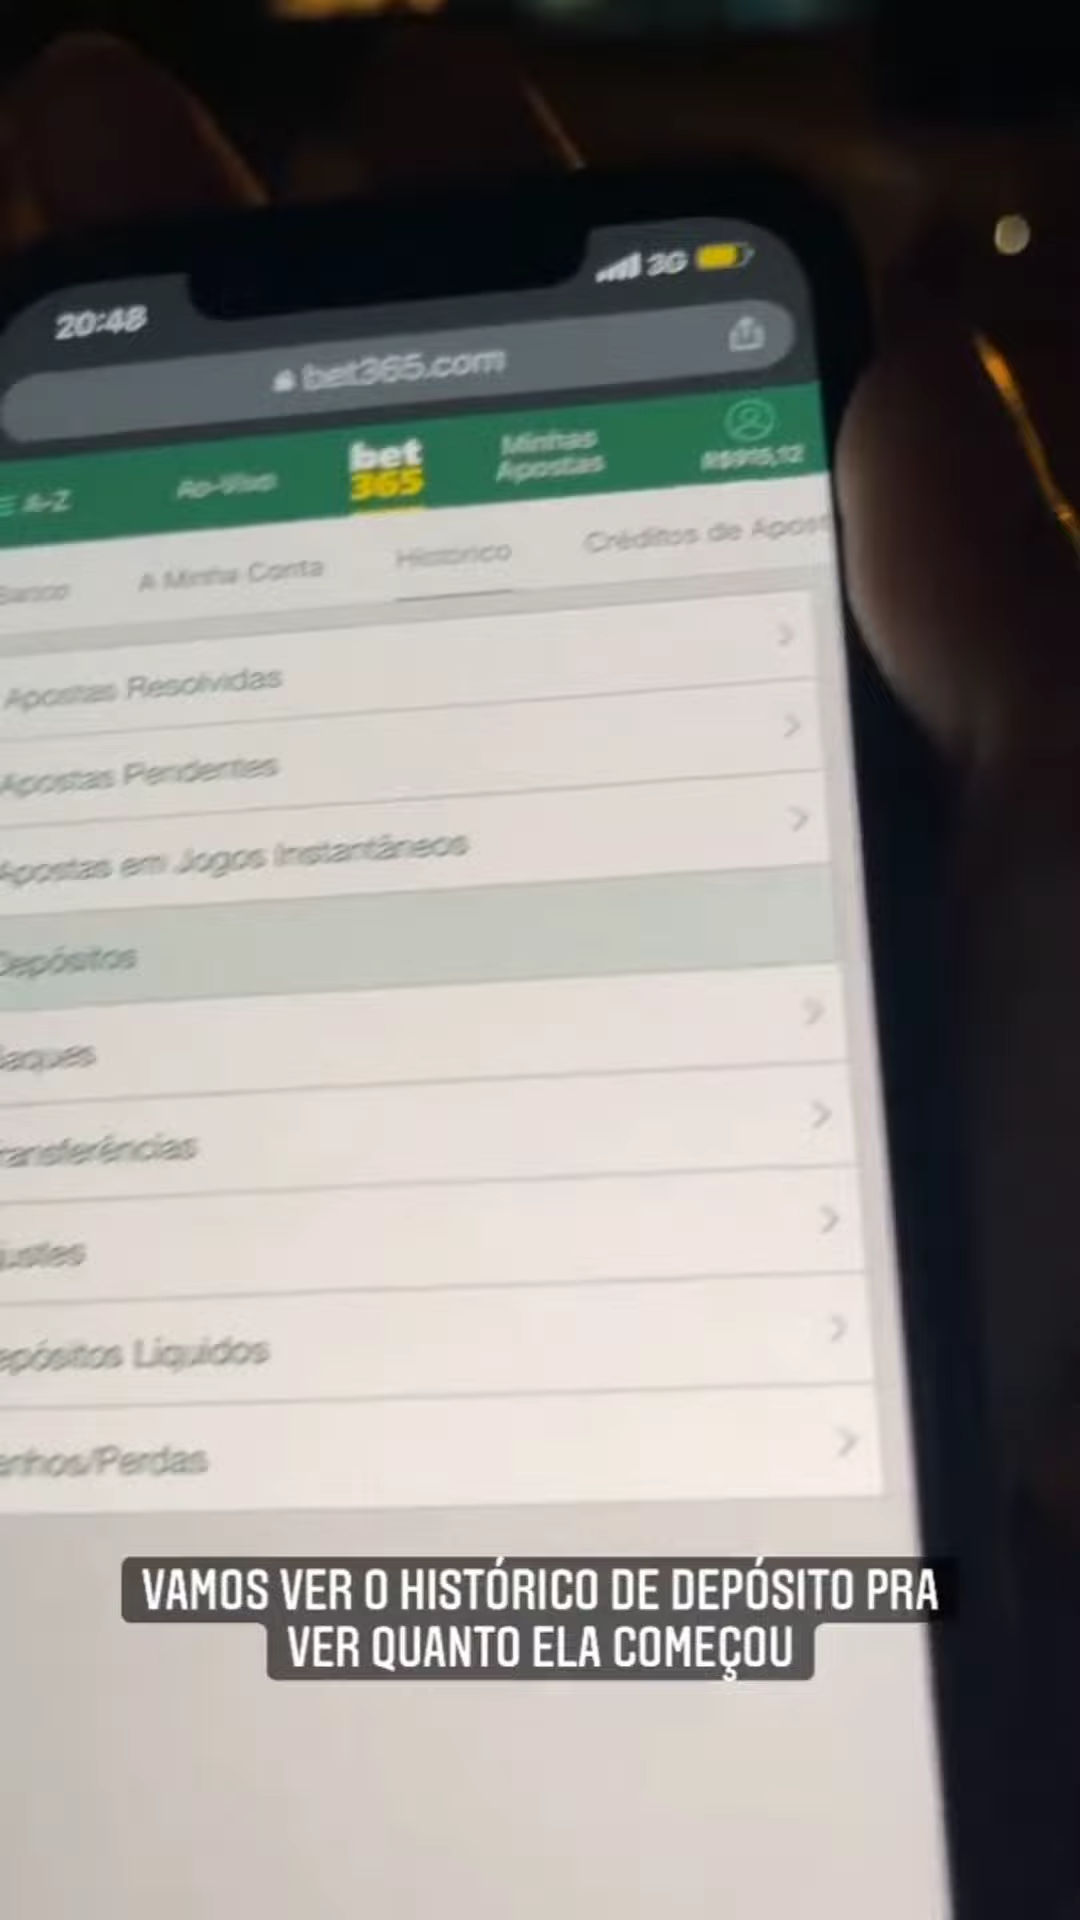 20:48
3G
bet365.com
A-Z
Ao-Vivo
bet
365
Minhas
Apostas
Banco
A Minha Conta
Histórico
Créditos de Apost
Apostas Resolvidas
Apostas Pendentes
Apostas em Jogos Instantâneos
Depósitos
Saques
ransferências
justes
epósitos Líquidos
anhos/Perdas
VAMOS VER O HISTÓRICO DE DEPÓSITO PRA
VER QUANTO ELA COMEÇOU